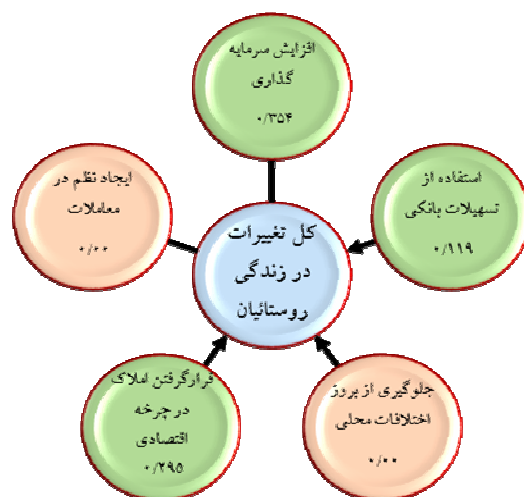 افزایش سرمایه
گذاری
۰/۳۵۴
استفاده از
تسهیلات بانکی
۰/۱۱۹
ایجاد نظم در
معاملات
۰/۰۰
کل تغییرات
در زندگی
روستائیان
جلوگیری از بروز
اختلافات محلی
۰/۰۰
قرارگرفتن املاک
در چرخه
اقتصادی
۰/۲۹۵